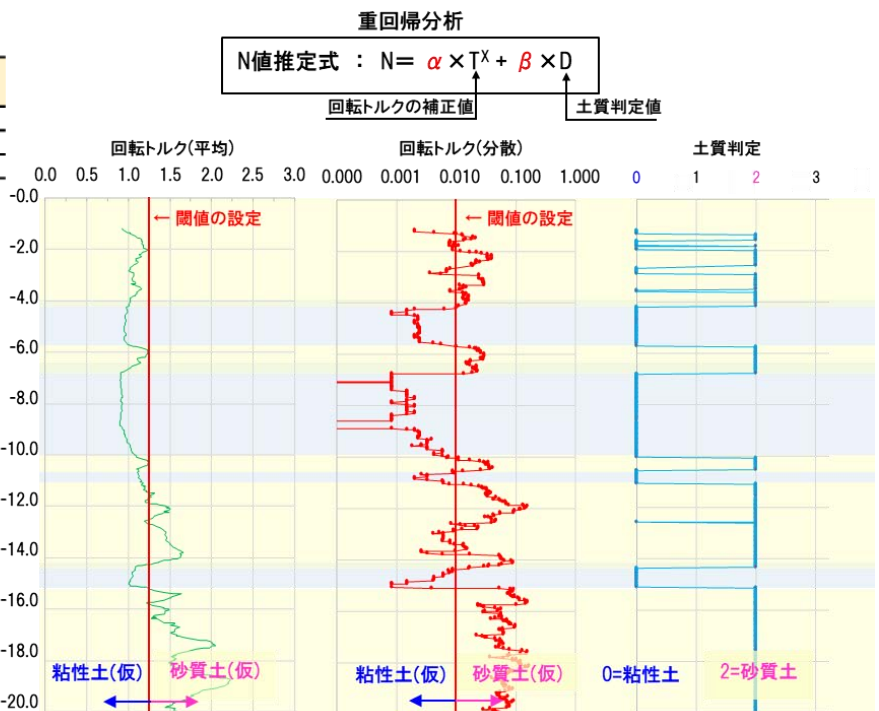 重回帰分析
N値推定式 : N= α×T^X + β×D
回転トルクの補正値
土質判定値
回転トルク(平均)
0.0 0.5 1.0 1.5 2.0 2.5 3.0
回転トルク(分散)
0.000 0.001 0.010 0.100 1.000
土質判定
0 1 2 3
-0.0
-2.0
-4.0
-6.0
-8.0
-10.0
-12.0
-14.0
-16.0
-18.0
-20.0
← 閾値の設定
← 閾値の設定
粘性土(仮) 砂質土(仮)
粘性土(仮) 砂質土(仮)
0=粘性土 2=砂質土